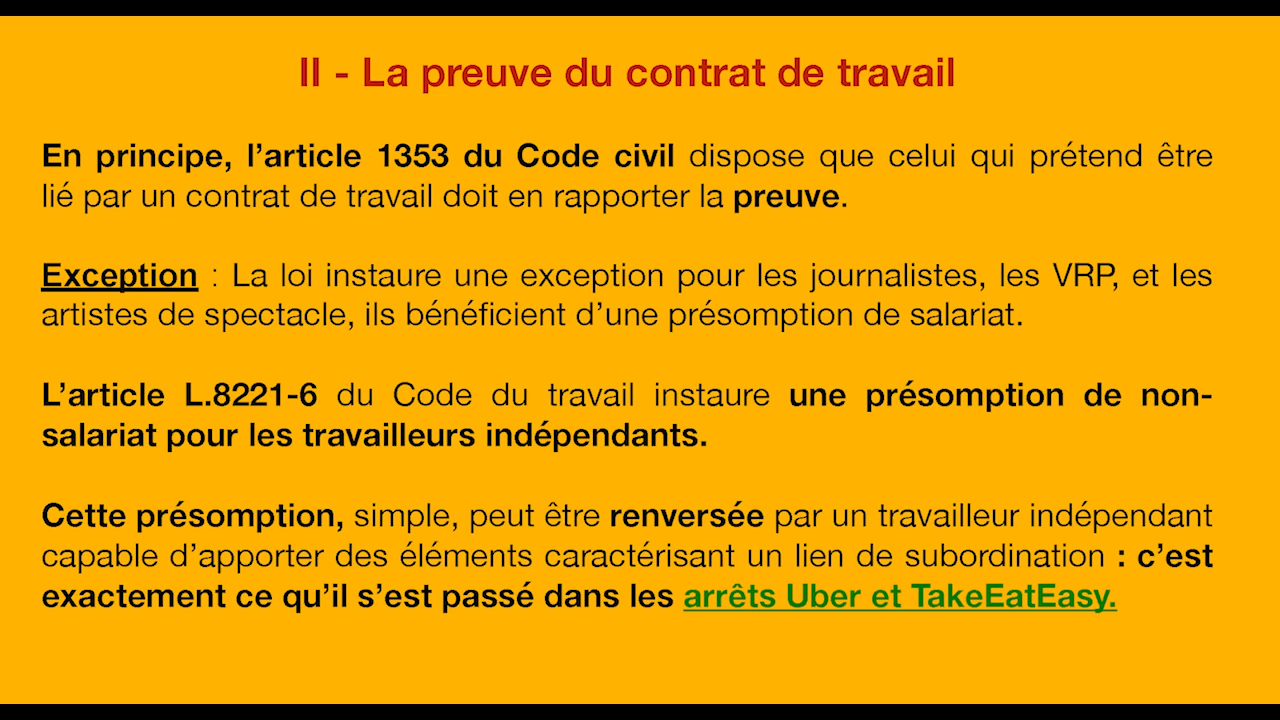 II - La preuve du contrat de travail
En principe, l’article 1353 du Code civil dispose que celui qui prétend être
lié par un contrat de travail doit en rapporter la preuve.
Exception : La loi instaure une exception pour les journalistes, les VRP, et les
artistes de spectacle, ils bénéficient d’une présomption de salariat.
L’article L.8221-6 du Code du travail instaure une présomption de non-
salariat pour les travailleurs indépendants.
Cette présomption, simple, peut être renversée par un travailleur indépendant
capable d’apporter des éléments caractérisant un lien de subordination : c’est
exactement ce qu’il s’est passé dans les arrêts Uber et TakeEatEasy.